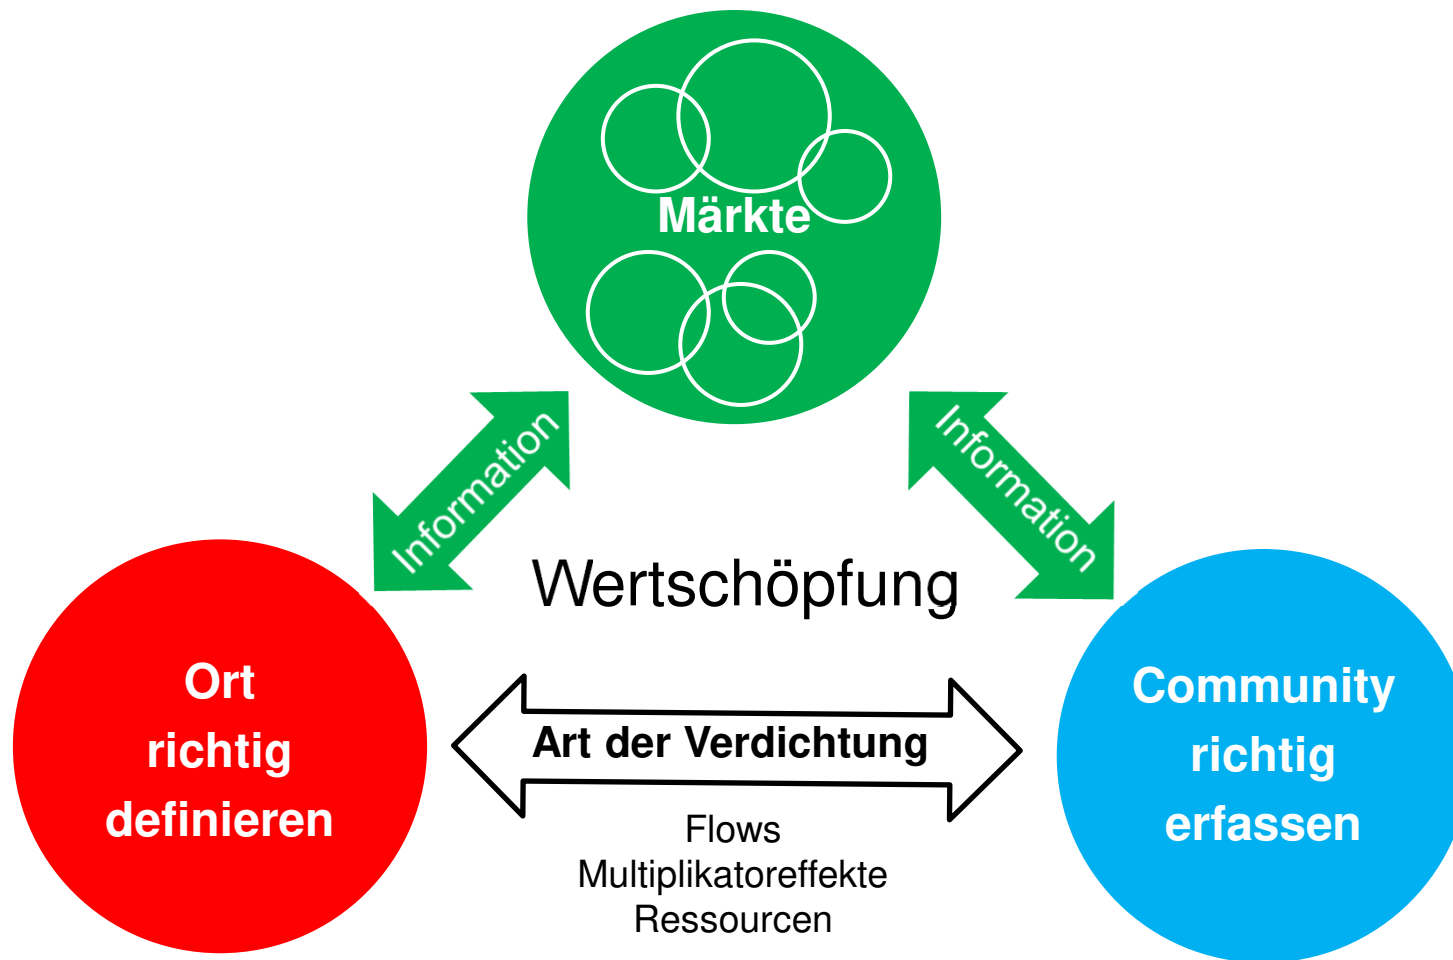 Märkte
Information
Information
Wertschöpfung
Ort
richtig
definieren
Art der Verdichtung
Community
richtig
erfassen
Flows
Multiplikatoreffekte
Ressourcen